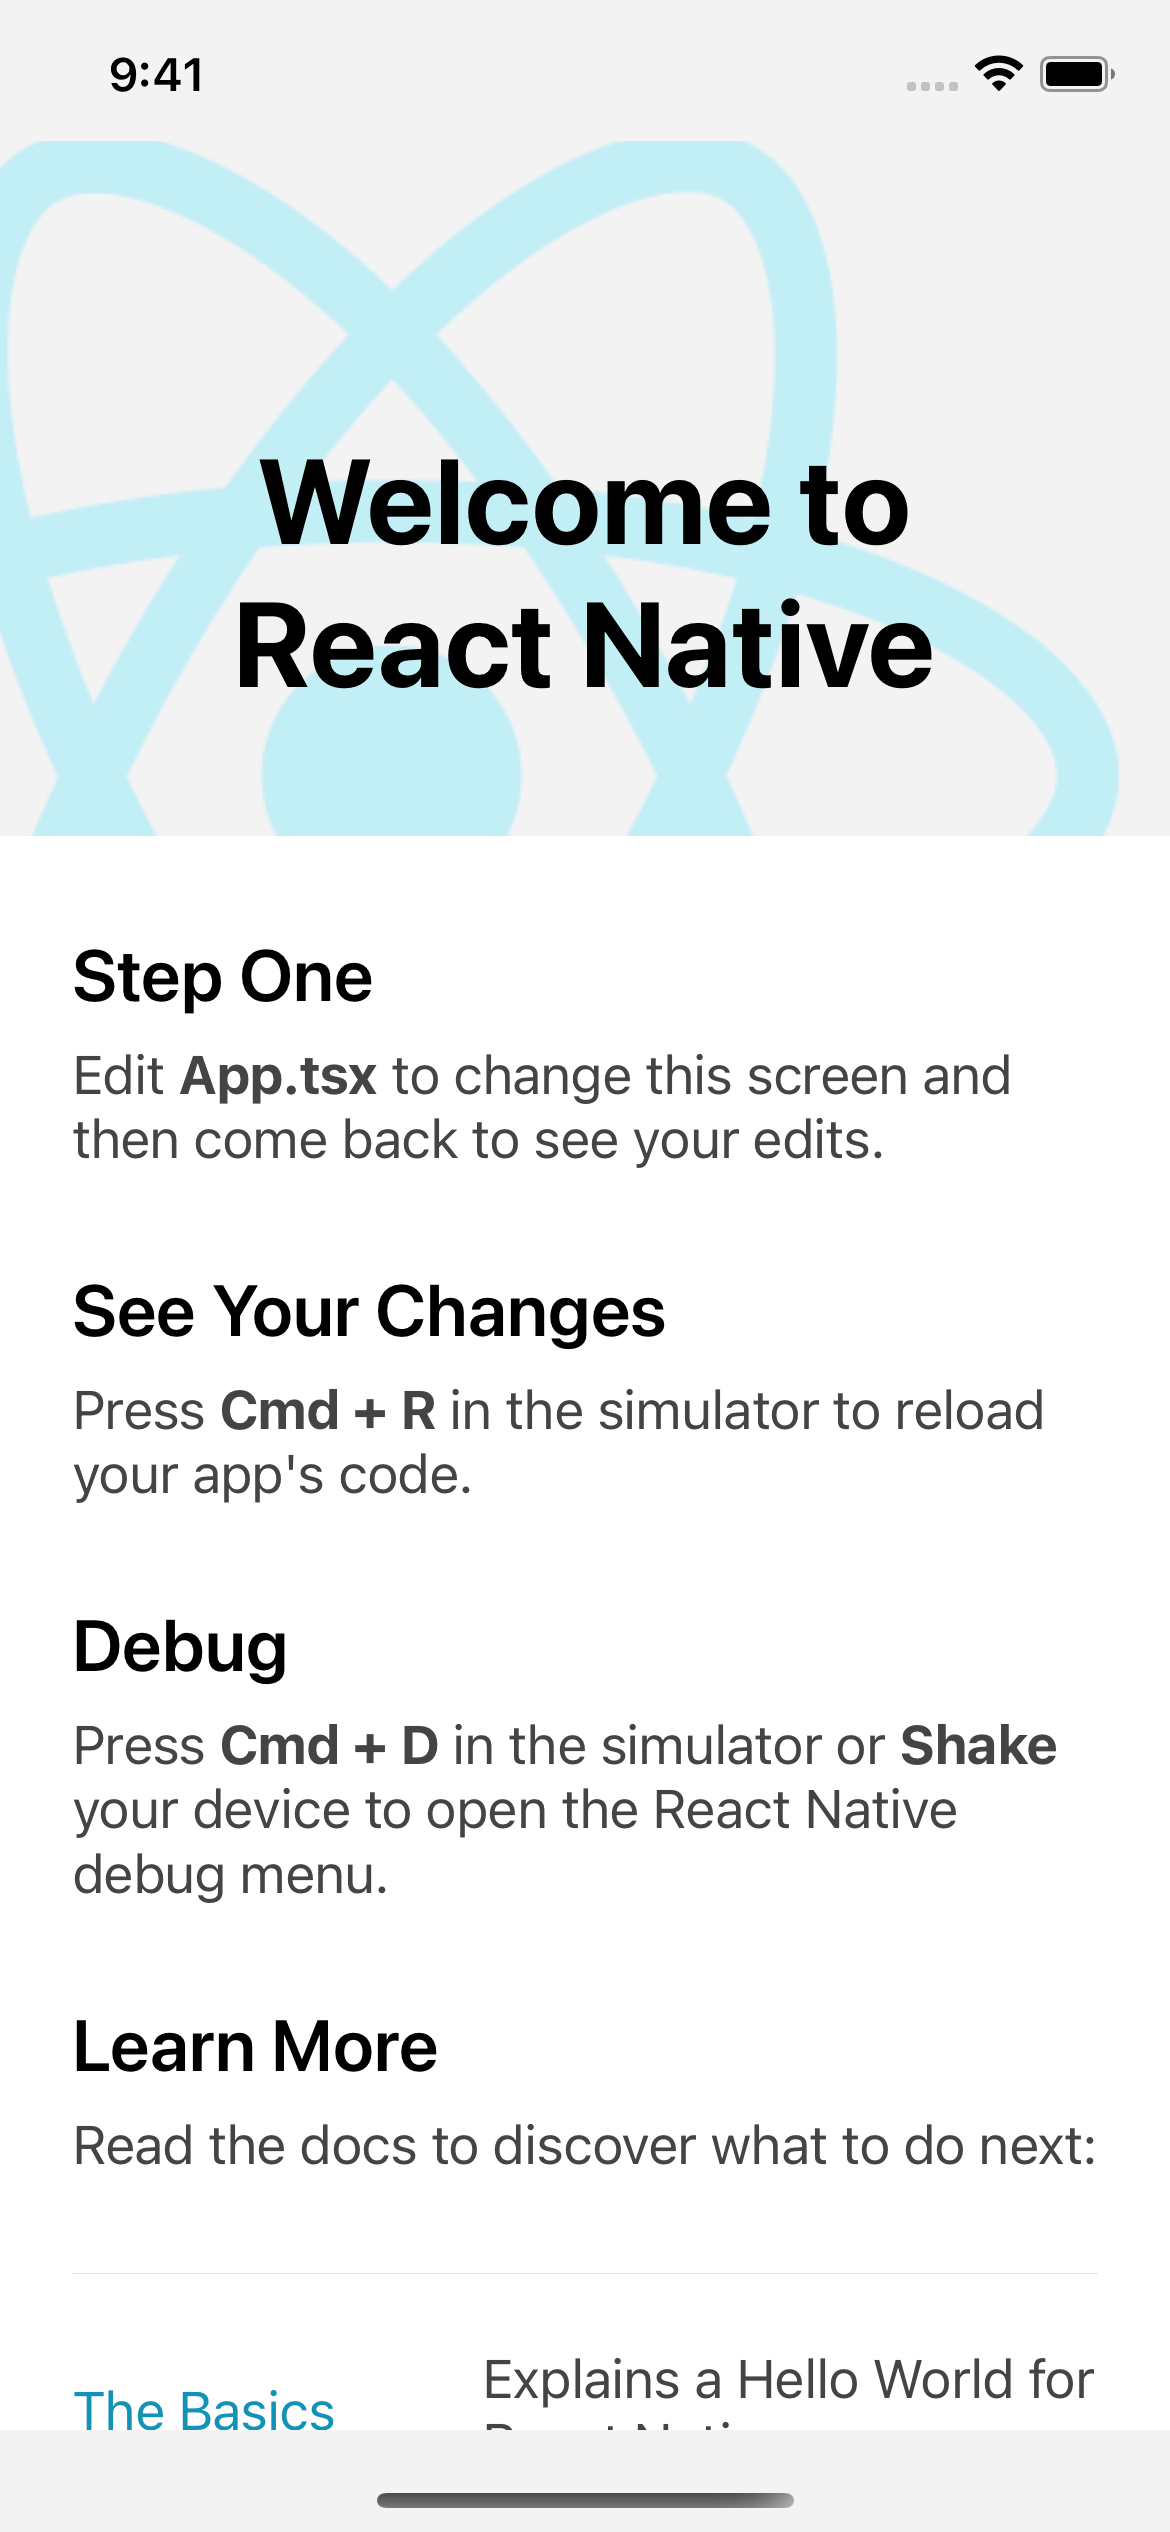 9:41
Welcome to
React Native
Step One
Edit App.tsx to change this screen and
then come back to see your edits.
See Your Changes
Press Cmd + R in the simulator to reload
your app's code.
Debug
Press Cmd + D in the simulator or Shake
your device to open the React Native
debug menu.
Learn More
Read the docs to discover what to do next:
The Basics
Explains a Hello World for